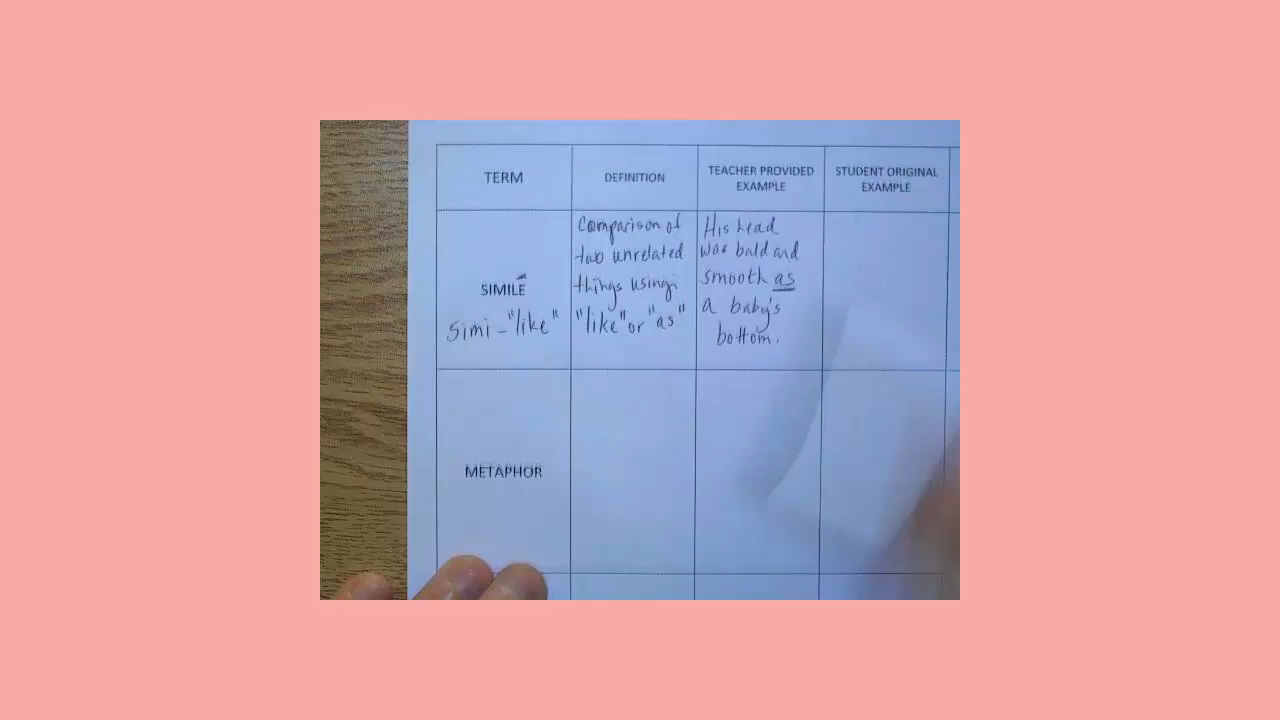 TERM
DEFINITION
TEACHER PROVIDED
EXAMPLE
STUDENT ORIGINAL
EXAMPLE
SIMILE
Simi - "like"
Comparison of
two unrelated
things using
"like" or "as"
His head
was bald and
smooth as
a baby's
bottom.
METAPHOR